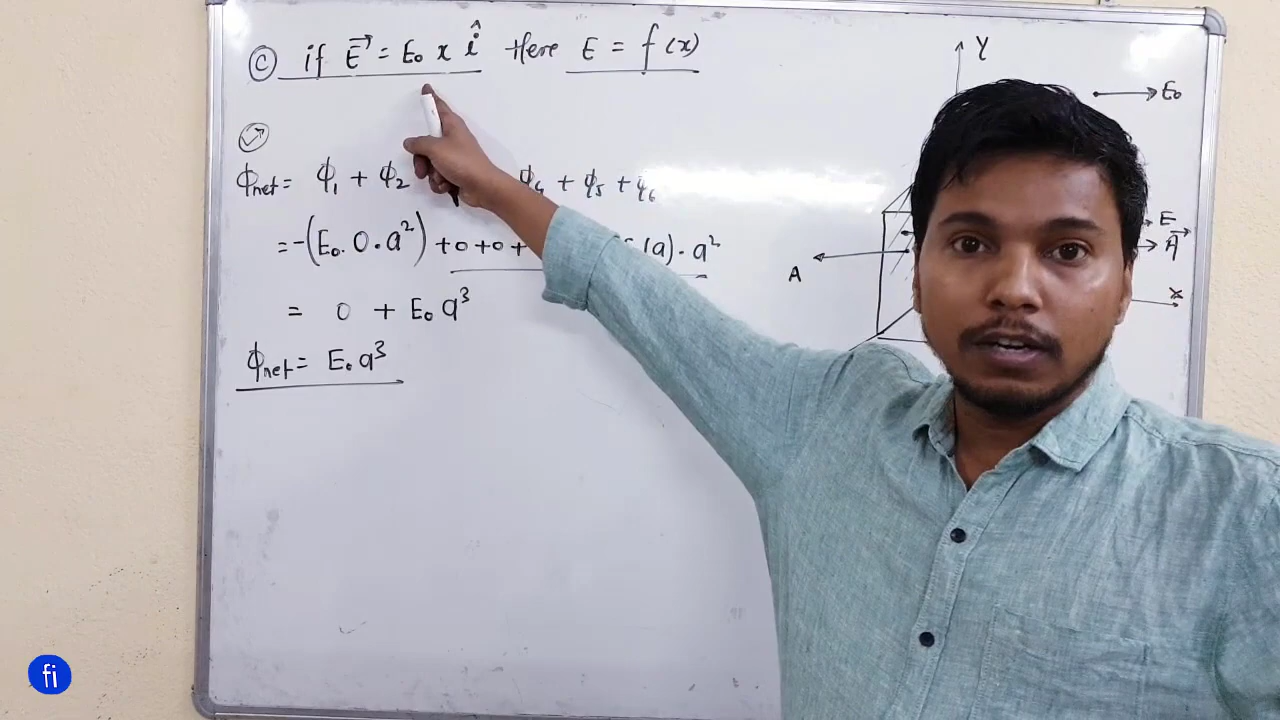 (C) if E⃗ = E₀ x î Here E = f(x)
Φnet = Φ₁ + Φ₂ + Φ₅ + Φ₆
= -(E₀. 0 . a²) + 0 + 0 + (a) . a²
= 0 + E₀ a³
Φnet = E₀ a³
Y
E₀
E
A⃗
A
x
fi